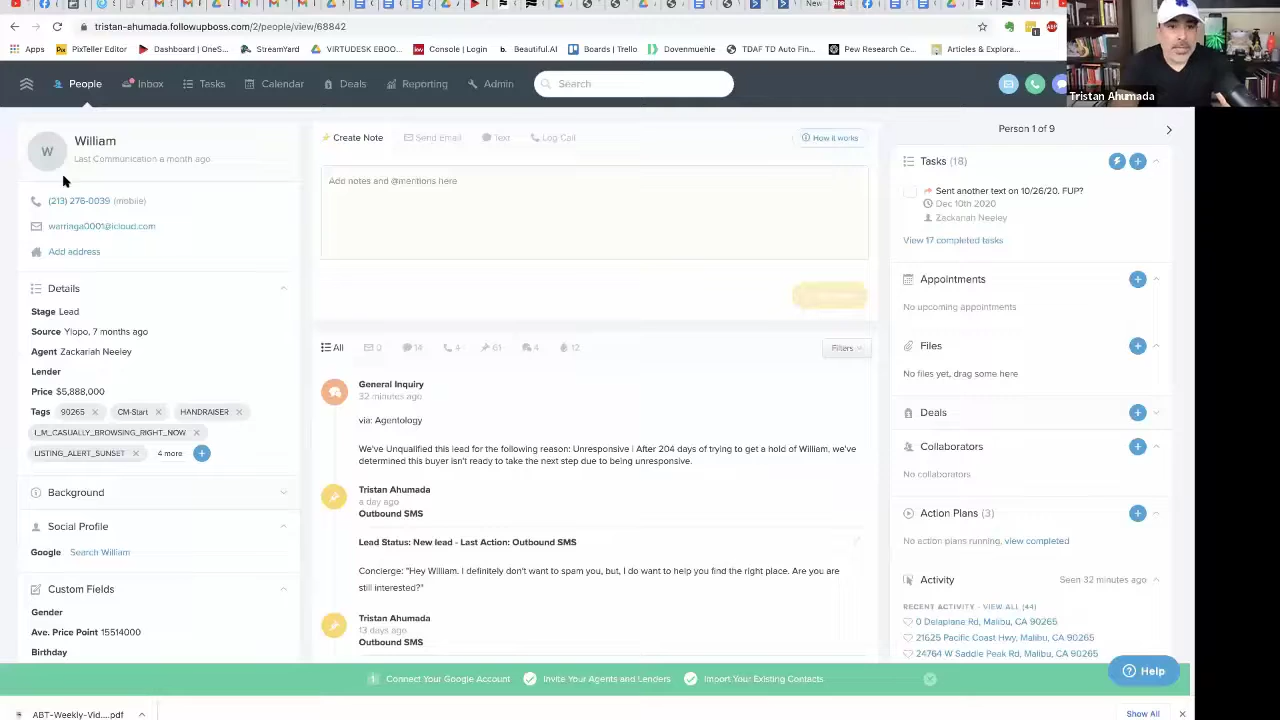 New
tristan-ahumada.followupboss.com/2/people/view/68842
Apps
PixTeller Editor
Dashboard | OneS...
StreamYard
VIRTUDESK EBOO...
Console | Login
Beautiful.AI
Boards | Trello
Dovenmuehle
TDAF TD Auto Fin...
Pew Research Ce...
Articles & Explora...
People
Inbox
Tasks
Calendar
Deals
Reporting
Admin
Search
Tristan Ahumada
W
William
Last Communication a month ago
(213) 276-0039 (mobile)
warringa0001@icloud.com
Add address
Details
Stage Lead
Source Ylopo, 7 months ago
Agent Zackariah Neeley
Lender
Price $5,888,000
Tags 90265 CM-Start HANDRAISER
I_M_CASUALLY_BROWSING_RIGHT_NOW
LISTING_ALERT_SUNSET 4 more
Background
Social Profile
Google Search William
Custom Fields
Gender
Ave. Price Point 15514000
Birthday
Create Note
Send Email
Text
Log Call
How it works
Add notes and @mentions here
All 0 14 4 61 4 12
Filters
General Inquiry
32 minutes ago
via: Agentology
We've Unqualified this lead for the following reason: Unresponsive | After 204 days of trying to get a hold of William, we've
determined this buyer isn't ready to take the next step due to being unresponsive.
Tristan Ahumada
a day ago
Outbound SMS
Lead Status: New lead - Last Action: Outbound SMS
Concierge: "Hey William. I definitely don't want to spam you, but, I do want to help you find the right place. Are you
still interested?"
Tristan Ahumada
13 days ago
Outbound SMS
Person 1 of 9
Tasks (18)
Sent another text on 10/26/20. FUP?
Dec 10th 2020
Zackariah Neeley
View 17 completed tasks
Appointments
No upcoming appointments
Files
No files yet, drag some here
Deals
Collaborators
No collaborators
Action Plans (3)
No action plans running, view completed
Activity
Seen 32 minutes ago
RECENT ACTIVITY - VIEW ALL (44)
0 Delaplane Rd, Malibu, CA 90265
21625 Pacific Coast Hwy, Malibu, CA 90265
24764 W Saddle Peak Rd, Malibu, CA 90265
Help
1 Connect Your Google Account
Invite Your Agents and Lenders
Import Your Existing Contacts
ABT-Weekly-Vid....pdf
Show All